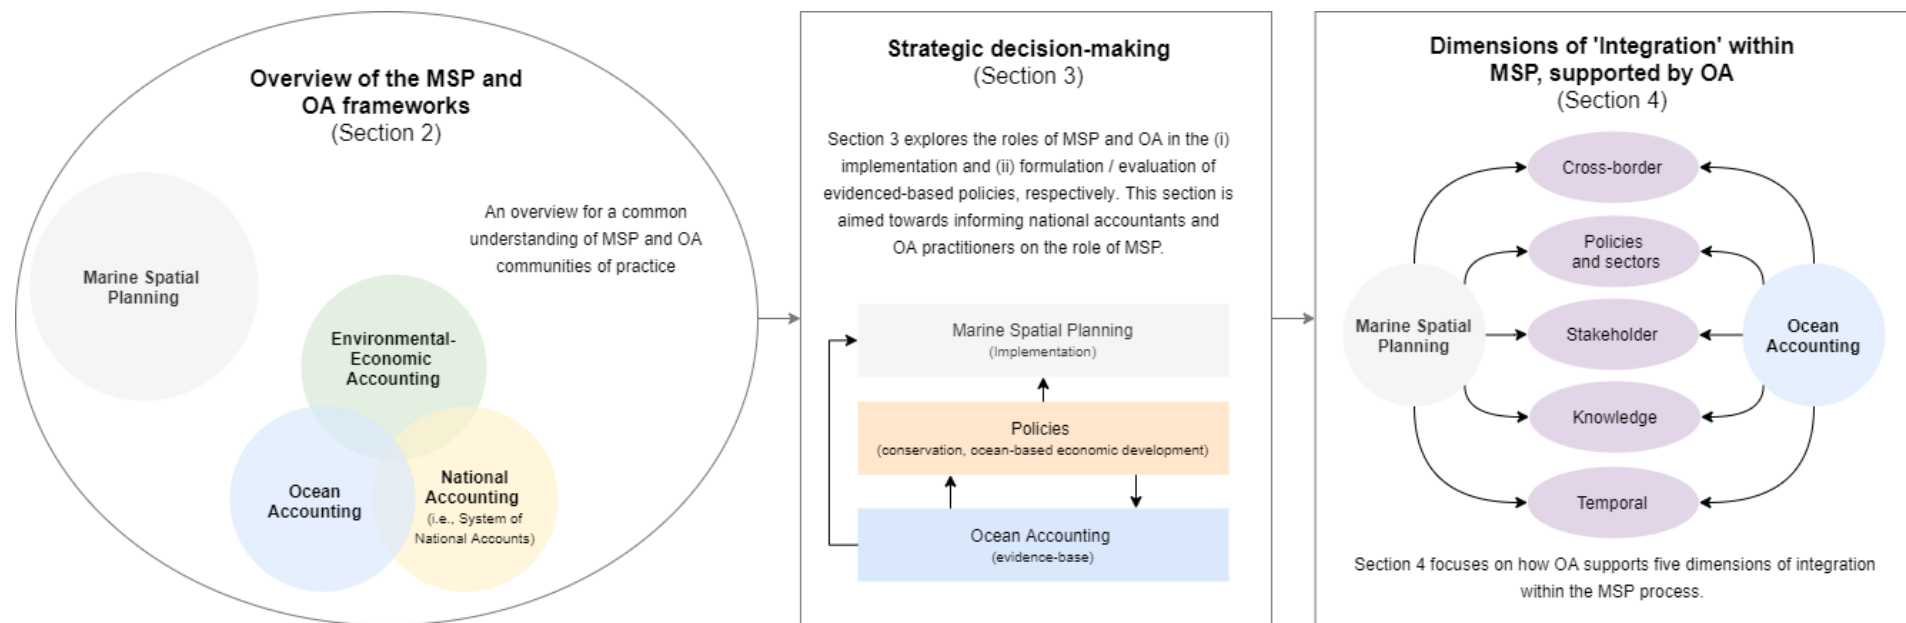 Overview of the MSP and
OA frameworks
(Section 2)
An overview for a common
understanding of MSP and OA
communities of practice
Marine Spatial
Planning
Environmental-
Economic
Accounting
Ocean
Accounting
National
Accounting
(i.e., System of
National Accounts)
Strategic decision-making
(Section 3)
Section 3 explores the roles of MSP and OA in the (i)
implementation and (ii) formulation / evaluation of
evidenced-based policies, respectively. This section is
aimed towards informing national accountants and
OA practitioners on the role of MSP.
Marine Spatial Planning
(Implementation)
Policies
(conservation, ocean-based economic development)
Ocean Accounting
(evidence-base)
Dimensions of 'Integration' within
MSP, supported by OA
(Section 4)
Cross-border
Policies
and sectors
Marine Spatial
Planning
Stakeholder
Ocean
Accounting
Knowledge
Temporal
Section 4 focuses on how OA supports five dimensions of integration
within the MSP process.